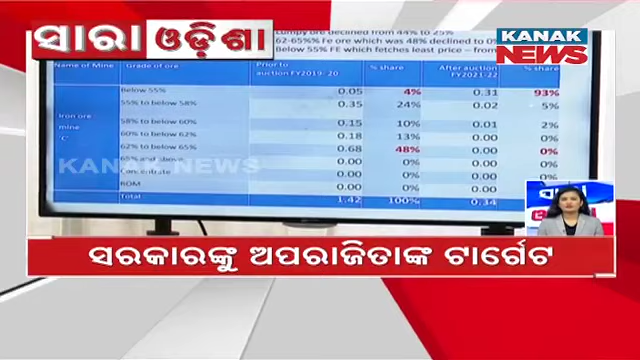 ସାରା ଓଡ଼ିଶା
KANAK NEWS
Lumpy ore declined from 44% to 25%
62-65%% Fe ore which was 48% declined to 0%
Below 55% FE which fetches least price – from
Name of Mine Grade of ore Prior to auction FY2019-20 % share After auction FY2021-22 % share
Below 55% 0.05 4% 0.31 93%
55% to below 58% 0.35 24% 0.02 5%
Iron ore mine 'C'
58% to below 60% 0.15 10% 0.01 2%
60% to below 62% 0.18 13% 0.00 0%
62% to below 65% 0.68 48% 0.00 0%
65% and above 0.00 0% 0.00 0%
Concentrate 0.00 0% 0.00 0%
ROM 0.00 0% 0.00 0%
Total 1.42 100% 0.34
KANAK NEWS
ସାରା
ସରକାରଙ୍କୁ ଅପରାଜିତାଙ୍କ ଟାର୍ଗେଟ